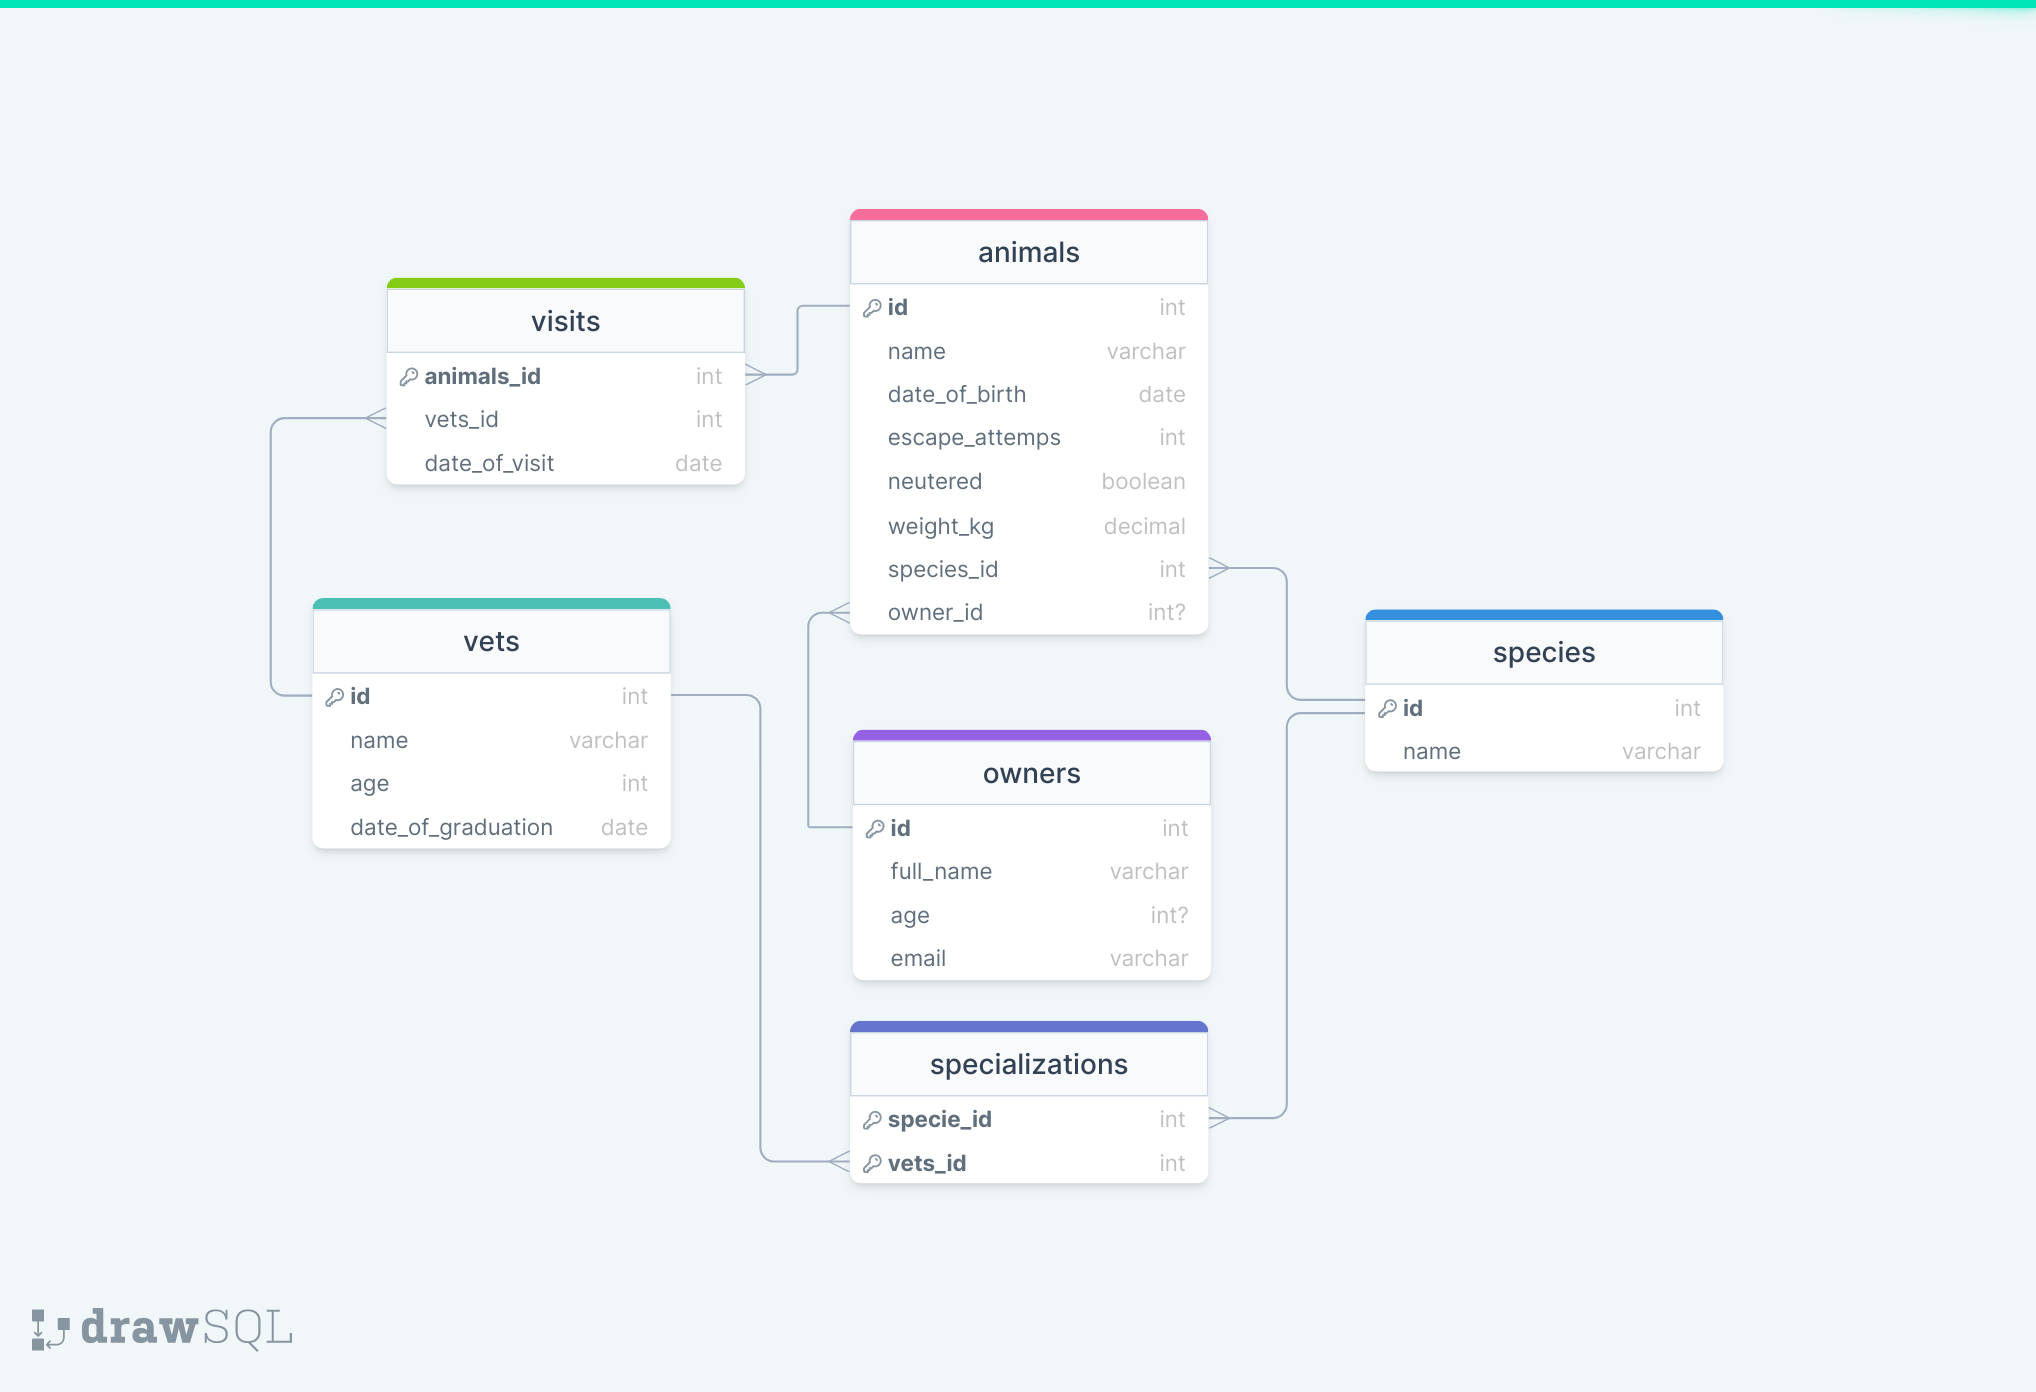 visits
animals_id int
vets_id int
date_of_visit date
animals
id int
name varchar
date_of_birth date
escape_attemps int
neutered boolean
weight_kg decimal
species_id int
owner_id int?
vets
id int
name varchar
age int
date_of_graduation date
owners
id int
full_name varchar
age int?
email varchar
species
id int
name varchar
specializations
specie_id int
vets_id int
drawSQL